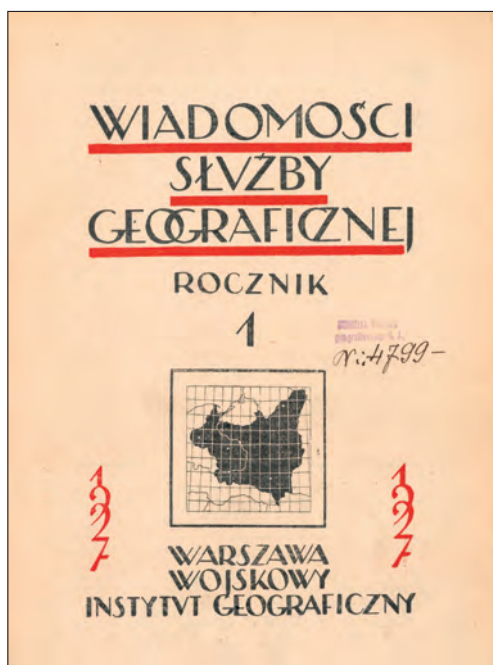 WIADOMOSCI
SŁVŻBY
GEOGRAFICZNEJ
ROCZNIK
1
Nr: 4799-
1927
1927
WARSZAWA
WOJSKOWY
INSTYTVT GEOGRAFICZNY